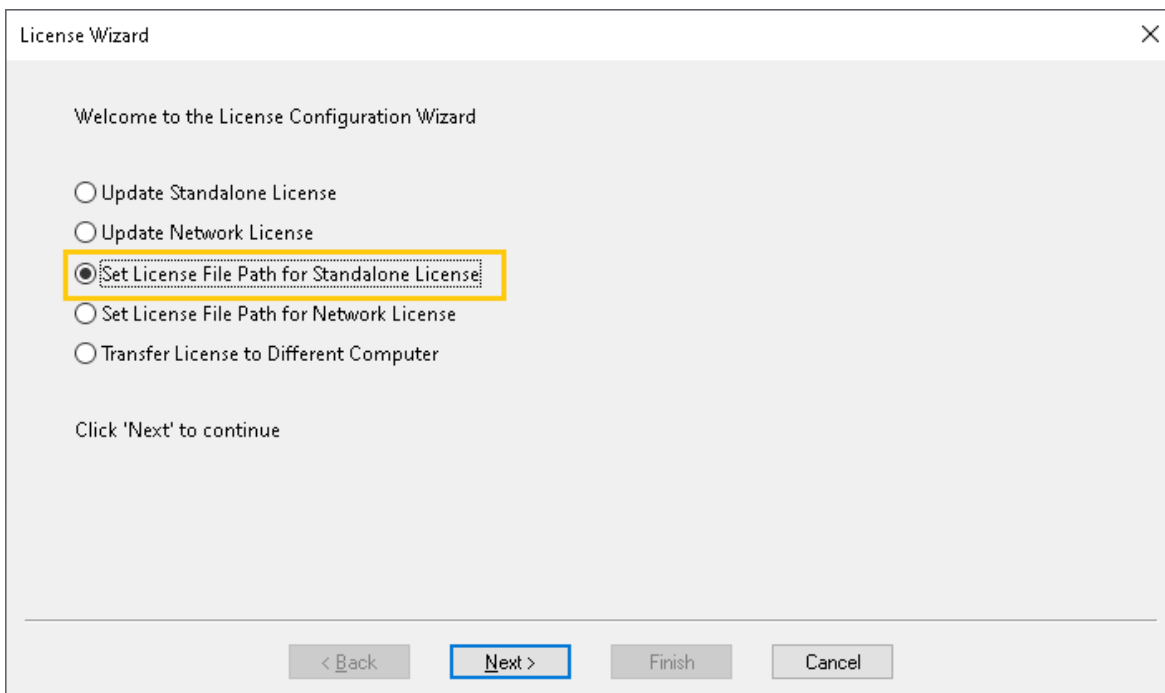 License Wizard
Welcome to the License Configuration Wizard
Update Standalone License
Update Network License
Set License File Path for Standalone License
Set License File Path for Network License
Transfer License to Different Computer
Click 'Next' to continue
< Back Next > Finish Cancel